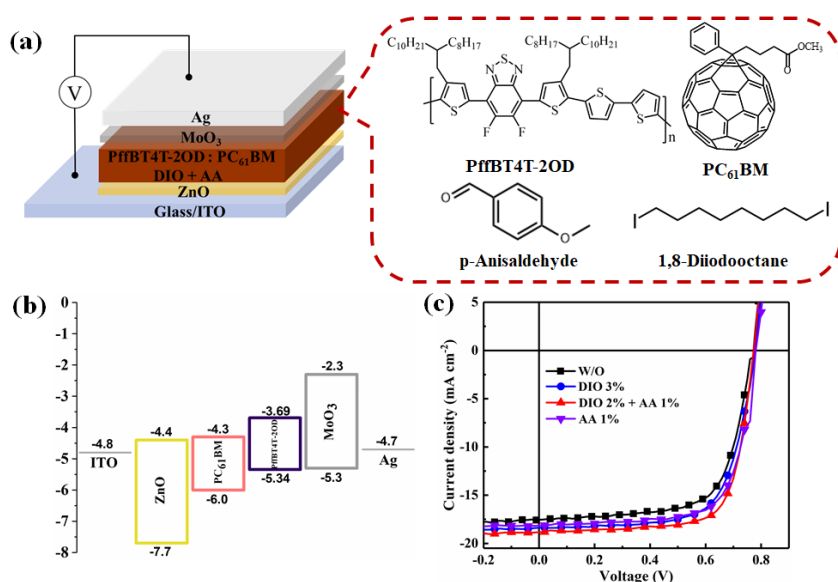 (a)
V
Ag
MoO₃
PffBT4T-2OD : PC₆₁BM
DIO + AA
ZnO
Glass/ITO
C₁₀H₂₁ C₈H₁₇ C₈H₁₇ C₁₀H₂₁
N S N
S S S S
F F n
PffBT4T-2OD
O
O CH₃
PC₆₁BM
O
O
p-Anisaldehyde
I I
1,8-Diiodooctane
(b)
0
-1
-2
-3
-4
-5
-6
-7
-8
-4.8
ITO
-4.4
ZnO
-7.7
-4.3
PC₆₁BM
-6.0
-3.69
PffBT4T-2OD
-5.34
-2.3
MoO₃
-5.3
-4.7
Ag
(c)
Current density (mA cm⁻²)
5
0
-5
-10
-15
-20
W/O
DIO 3%
DIO 2% + AA 1%
AA 1%
-0.2 0.0 0.2 0.4 0.6 0.8
Voltage (V)